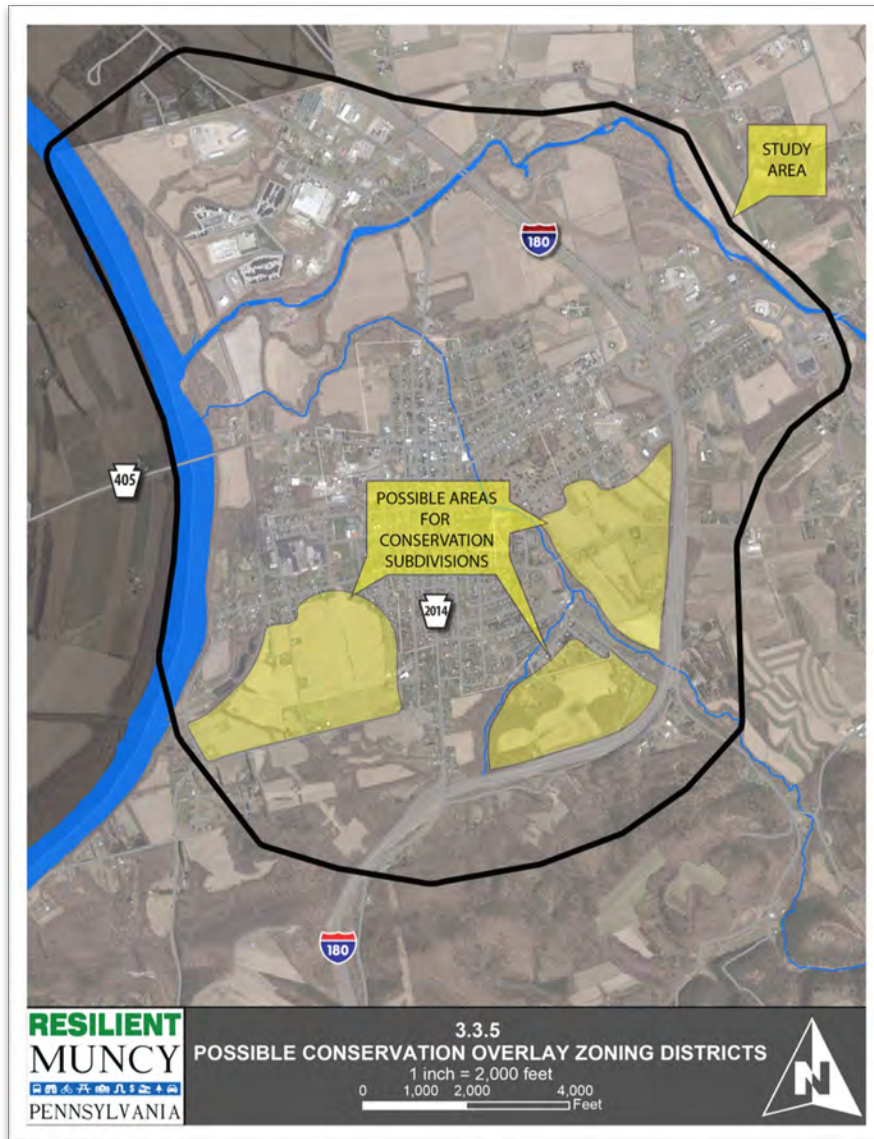 STUDY
AREA
180
405
POSSIBLE AREAS
FOR
CONSERVATION
SUBDIVISIONS
2014
180
RESILIENT
MUNCY
PENNSYLVANIA
3.3.5
POSSIBLE CONSERVATION OVERLAY ZONING DISTRICTS
1 inch = 2,000 feet
0 1,000 2,000 4,000
Feet
N